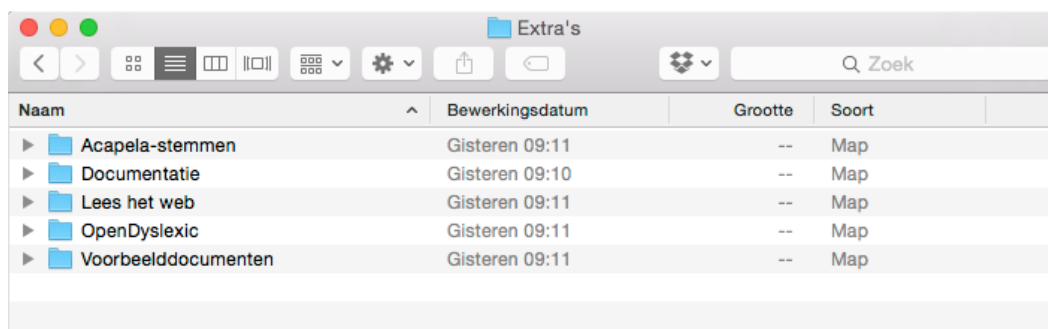 Extra's
Zoek
Naam Bewerkingsdatum Grootte Soort
Acapela-stemmen Gisteren 09:11 -- Map
Documentatie Gisteren 09:10 -- Map
Lees het web Gisteren 09:11 -- Map
OpenDyslexic Gisteren 09:11 -- Map
Voorbeelddocumenten Gisteren 09:11 -- Map